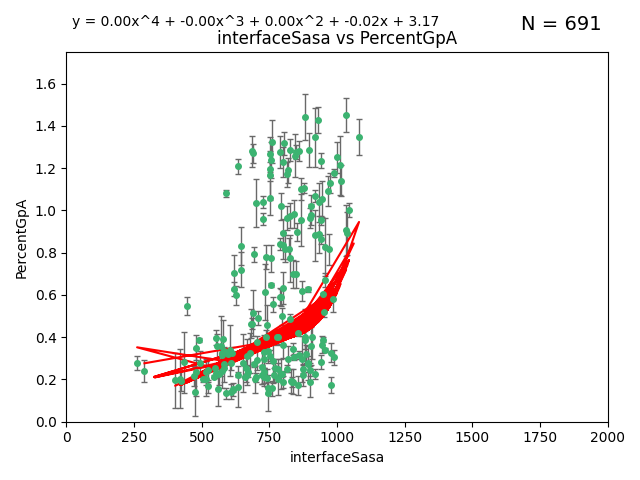 y = 0.00x^4 + -0.00x^3 + 0.00x^2 + -0.02x + 3.17
N = 691
interfaceSasa vs PercentGpA
PercentGpA
1.6
1.4
1.2
1.0
0.8
0.6
0.4
0.2
0.0
0 250 500 750 1000 1250 1500 1750 2000
interfaceSasa